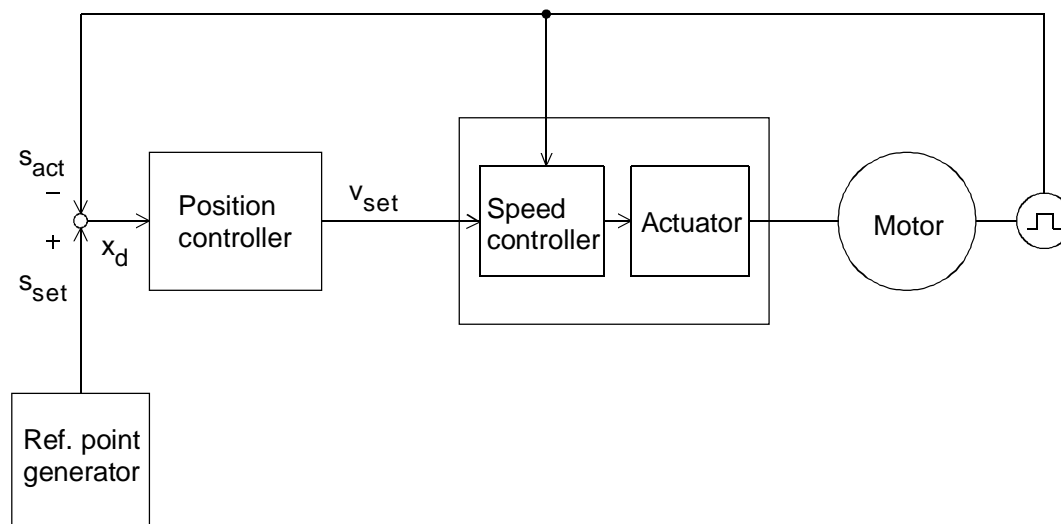 s_act
−
Position
controller
v_set
Speed
controller
Actuator
Motor
+
x_d
s_set
Ref. point
generator